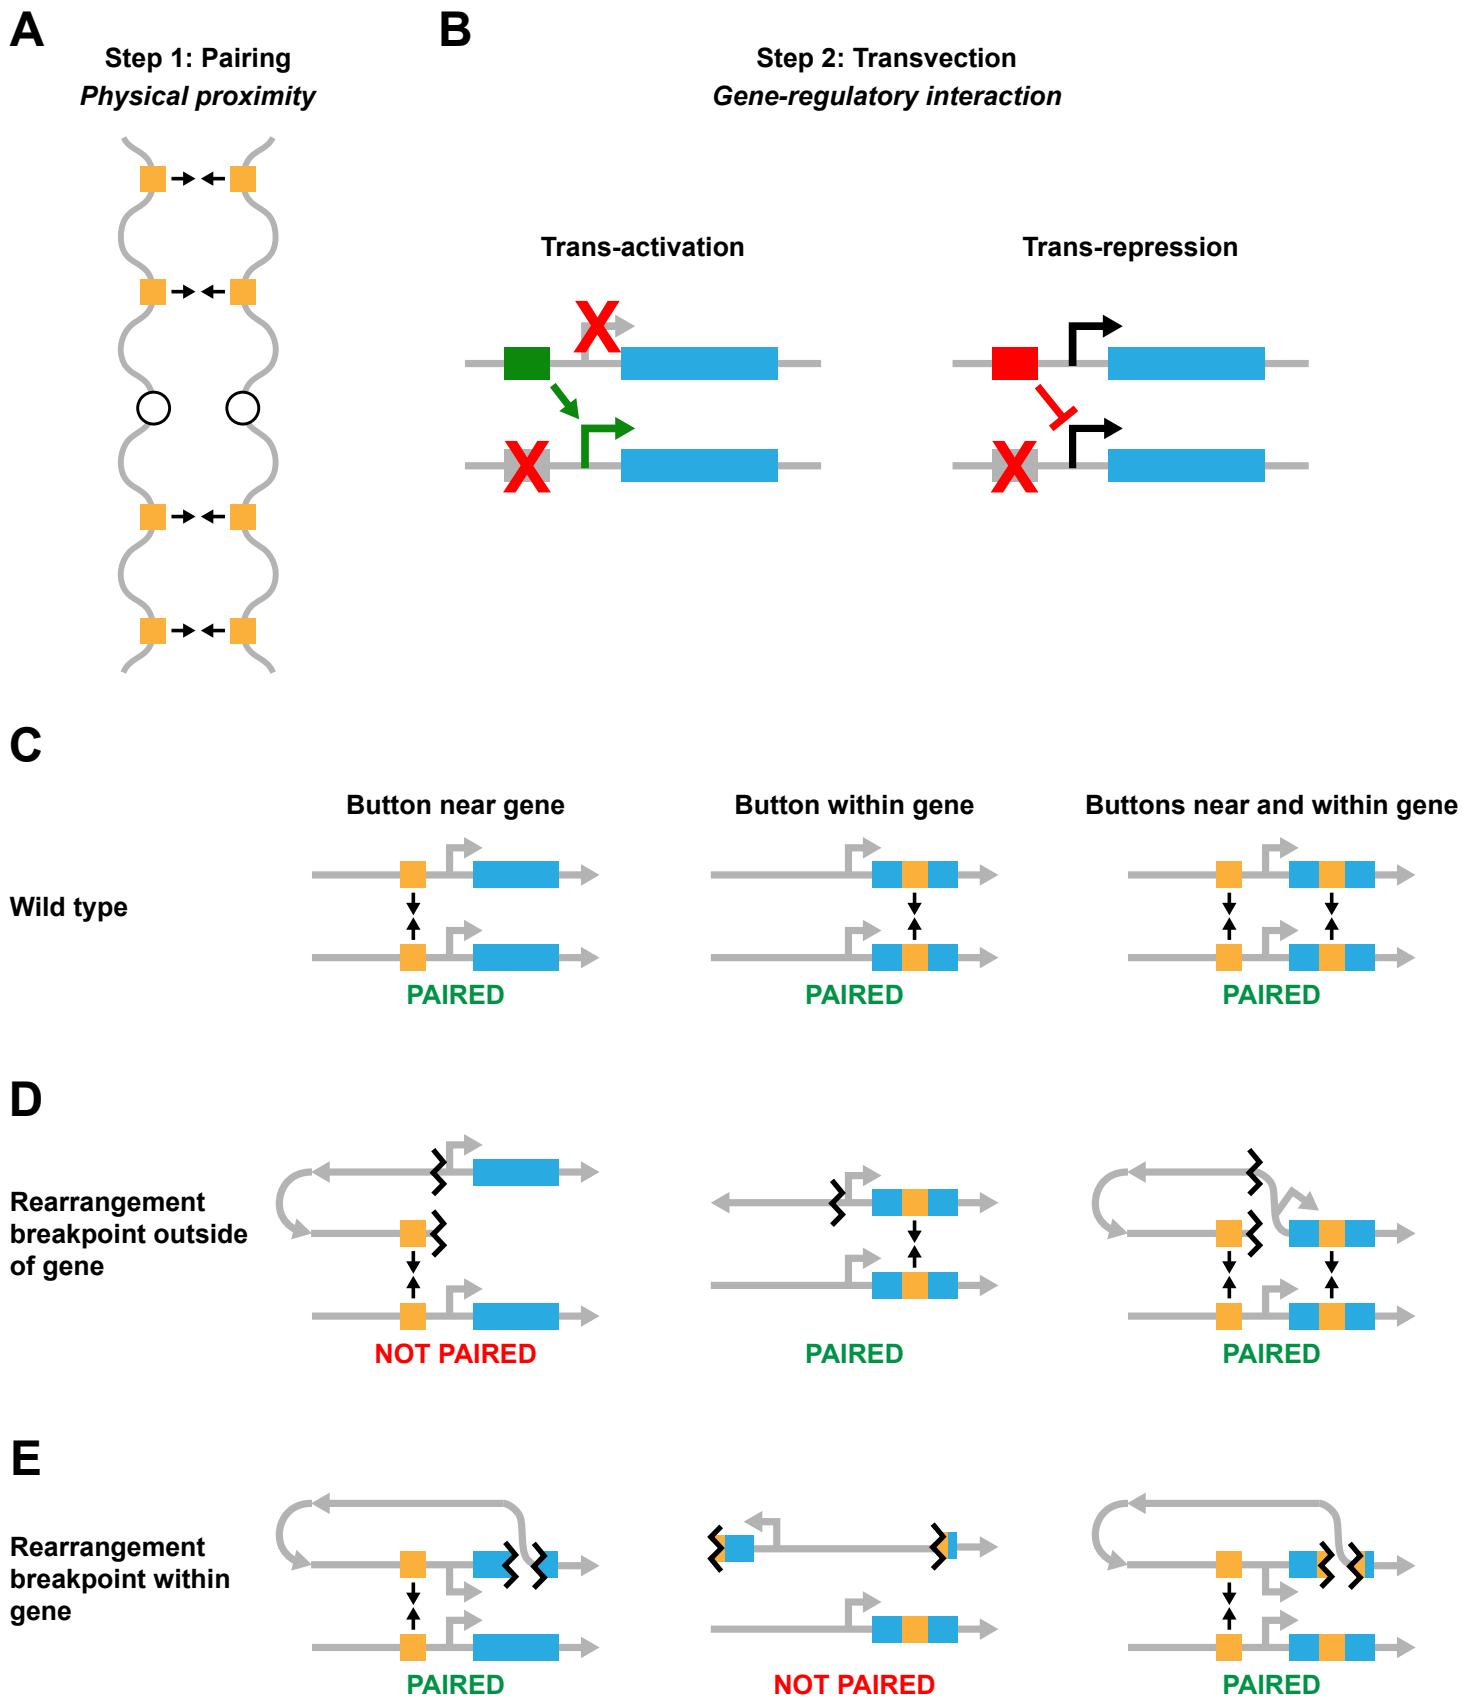 A
Step 1: Pairing
Physical proximity
B
Step 2: Transvection
Gene-regulatory interaction
Trans-activation
Trans-repression
X
X
X
C
Button near gene
Button within gene
Buttons near and within gene
Wild type
PAIRED
PAIRED
PAIRED
D
Rearrangement
breakpoint outside
of gene
NOT PAIRED
PAIRED
PAIRED
E
Rearrangement
breakpoint within
gene
PAIRED
NOT PAIRED
PAIRED